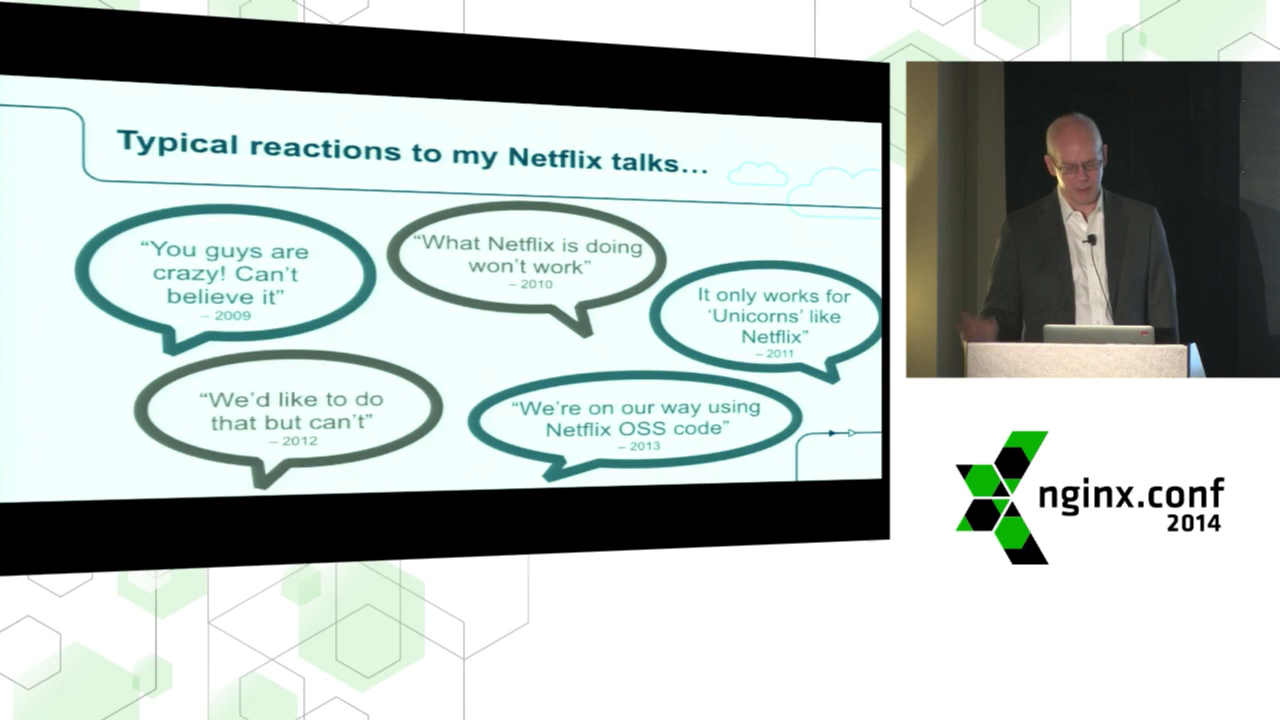 Typical reactions to my Netflix talks…
“You guys are
crazy! Can’t
believe it”
– 2009
“What Netflix is doing
won’t work”
– 2010
It only works for
‘Unicorns’ like
Netflix”
– 2011
“We’d like to do
that but can’t”
– 2012
“We’re on our way using
Netflix OSS code”
– 2013
nginx.conf
2014